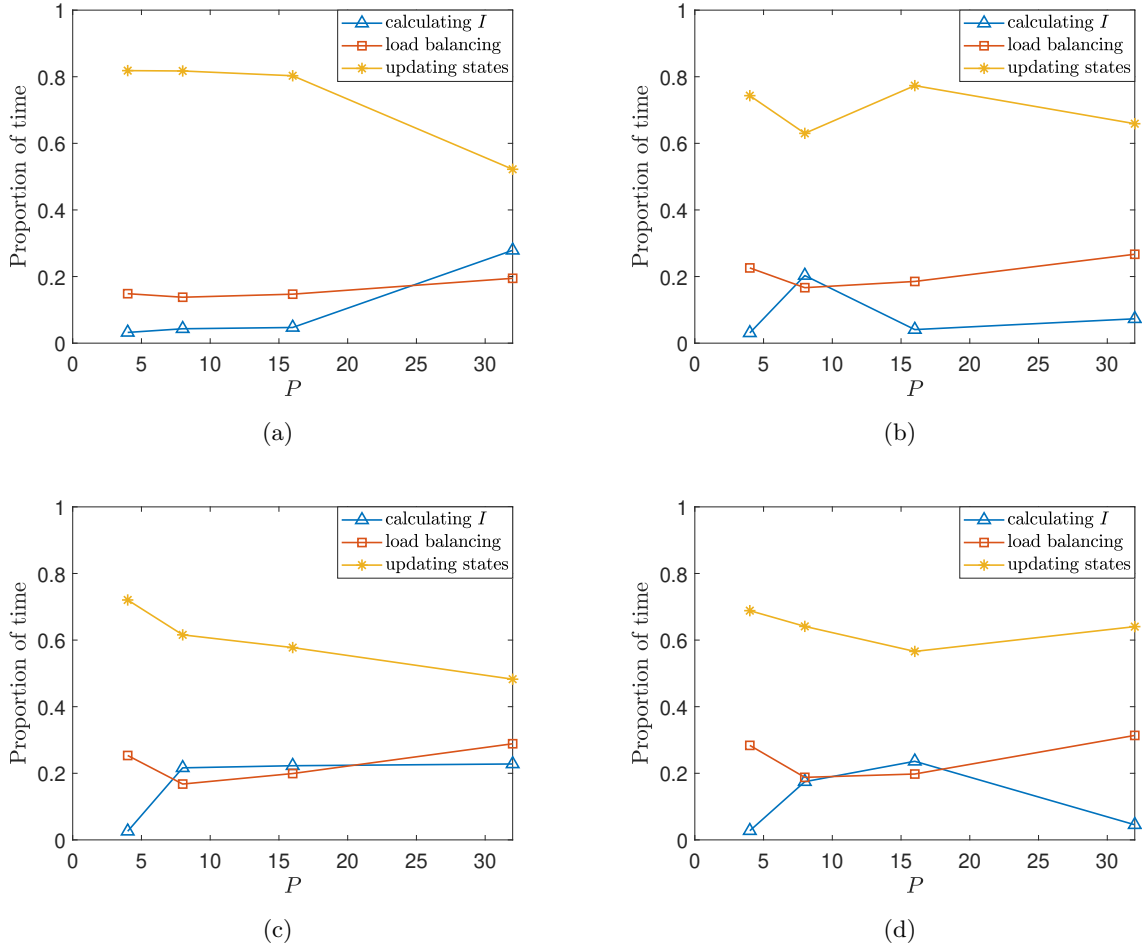 Proportion of time
1
0.8
0.6
0.4
0.2
0
0 5 10 15 20 25 30
P
calculating I
load balancing
updating states
(a)
Proportion of time
1
0.8
0.6
0.4
0.2
0
0 5 10 15 20 25 30
P
calculating I
load balancing
updating states
(b)
Proportion of time
1
0.8
0.6
0.4
0.2
0
0 5 10 15 20 25 30
P
calculating I
load balancing
updating states
(c)
Proportion of time
1
0.8
0.6
0.4
0.2
0
0 5 10 15 20 25 30
P
calculating I
load balancing
updating states
(d)